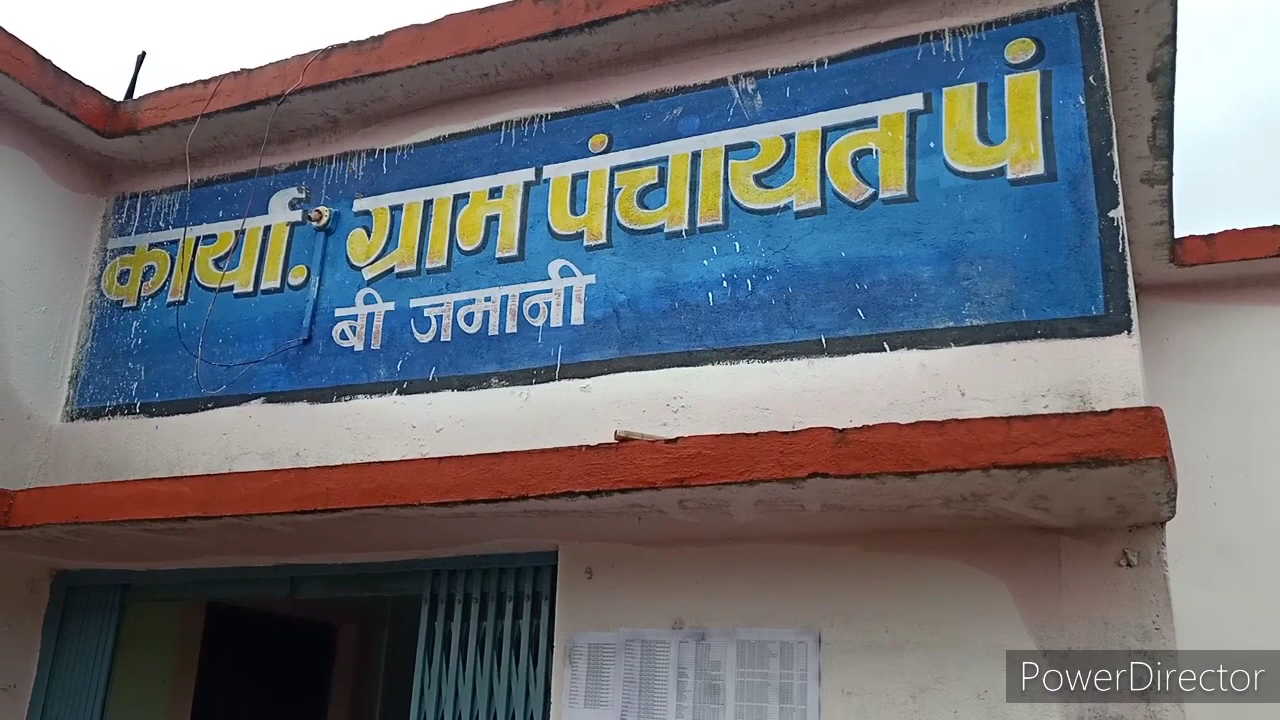 कार्या. ग्राम पंचायत पं
बी जमानी
PowerDirector